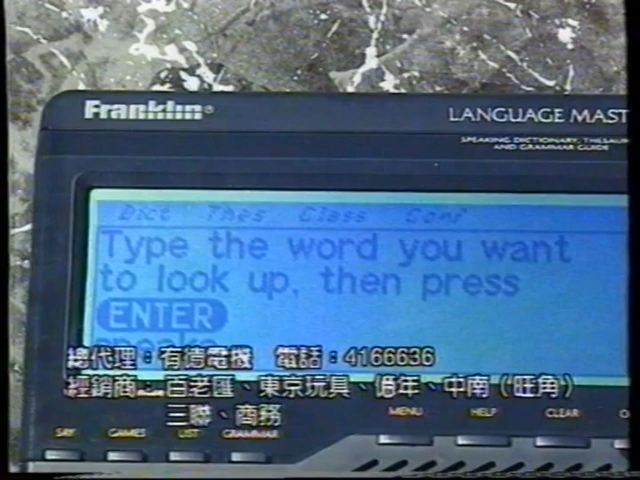 Franklin®
LANGUAGE MAST
SPEAKING DICTIONARY, THESAUR
AND GRAMMAR GUIDE
Dict Thes Class Conf
Type the word you want
to look up, then press
ENTER
總代理：有德電機 電話：4166636
經銷商：百老匯、東京玩具、億年、中南（旺角）
三聯、商務
SAY GAMES LIST GRAMMAR MENU HELP CLEAR